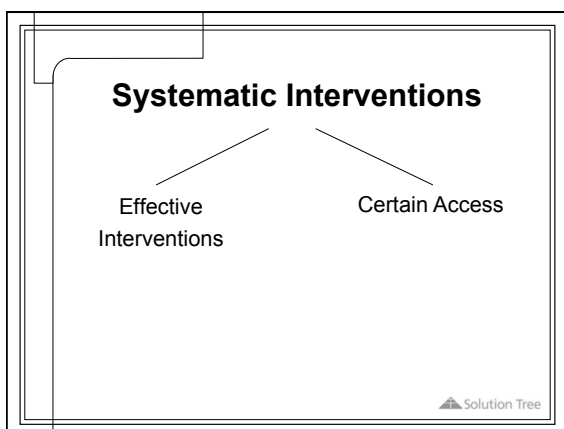 Systematic Interventions
Effective
Interventions
Certain Access
Solution Tree